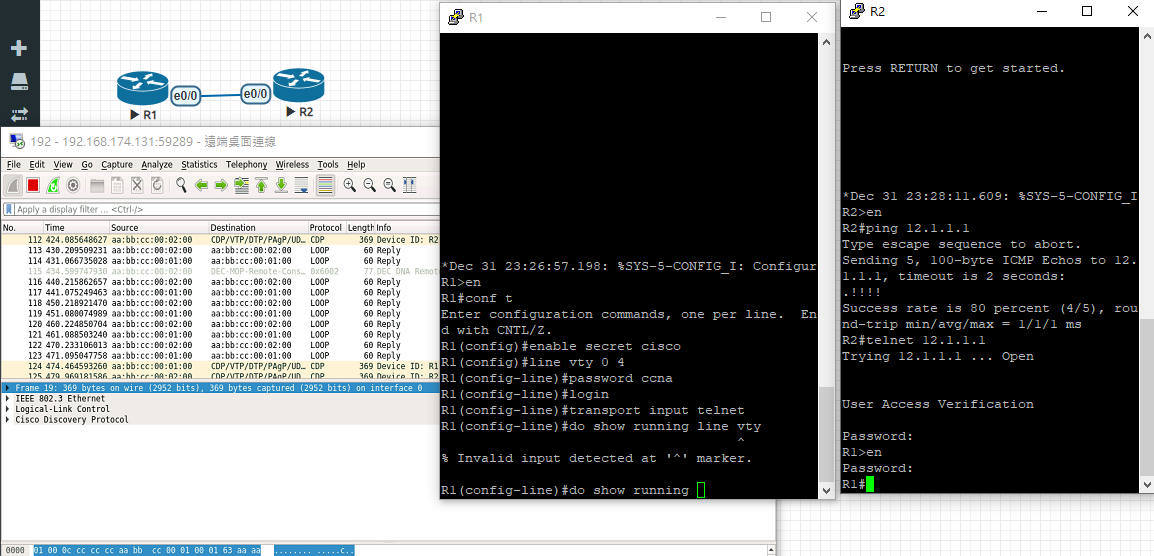 e0/0
e0/0
R1
R2
192 - 192.168.174.131:59289 - 遠端桌面連線
File Edit View Go Capture Analyze Statistics Telephony Wireless Tools Help
Apply a display filter ... <Ctrl-/>
No. Time Source Destination Protocol Length Info
112 424.085648627 aa:bb:cc:00:02:00 CDP/VTP/DTP/PAgP/UD… CDP 369 Device ID: R2
113 430.209509231 aa:bb:cc:00:02:00 aa:bb:cc:00:02:00 LOOP 60 Reply
114 431.066735028 aa:bb:cc:00:01:00 aa:bb:cc:00:01:00 LOOP 60 Reply
115 434.599747930 aa:bb:cc:00:02:00 DEC-MOP-Remote-Cons… 0x6002 77 DEC DNA Remot
116 440.215862657 aa:bb:cc:00:02:00 aa:bb:cc:00:02:00 LOOP 60 Reply
117 441.075249463 aa:bb:cc:00:01:00 aa:bb:cc:00:01:00 LOOP 60 Reply
118 450.218921470 aa:bb:cc:00:02:00 aa:bb:cc:00:02:00 LOOP 60 Reply
119 451.080074989 aa:bb:cc:00:01:00 aa:bb:cc:00:01:00 LOOP 60 Reply
120 460.224850704 aa:bb:cc:00:02:00 aa:bb:cc:00:02:00 LOOP 60 Reply
121 461.088503240 aa:bb:cc:00:01:00 aa:bb:cc:00:01:00 LOOP 60 Reply
122 470.233106013 aa:bb:cc:00:02:00 aa:bb:cc:00:02:00 LOOP 60 Reply
123 471.095047758 aa:bb:cc:00:01:00 aa:bb:cc:00:01:00 LOOP 60 Reply
124 474.464593260 aa:bb:cc:00:01:00 CDP/VTP/DTP/PAgP/UD… CDP 369 Device ID: R1
125 479.969181586 aa:bb:cc:00:02:00 CDP/VTP/DTP/PAgP/UD… CDP 369 Device ID: R2
Frame 19: 369 bytes on wire (2952 bits), 369 bytes captured (2952 bits) on interface 0
IEEE 802.3 Ethernet
Logical-Link Control
Cisco Discovery Protocol
0000 01 00 0c cc cc cc aa bb cc 00 01 00 01 63 aa aa ........ .....c..
R1
*Dec 31 23:26:57.198: %SYS-5-CONFIG_I: Configur
R1>en
R1#conf t
Enter configuration commands, one per line. En
d with CNTL/Z.
R1(config)#enable secret cisco
R1(config)#line vty 0 4
R1(config-line)#password ccna
R1(config-line)#login
R1(config-line)#transport input telnet
R1(config-line)#do show running line vty
^
% Invalid input detected at '^' marker.
R1(config-line)#do show running
R2
Press RETURN to get started.
*Dec 31 23:28:11.609: %SYS-5-CONFIG_I
R2>en
R2#ping 12.1.1.1
Type escape sequence to abort.
Sending 5, 100-byte ICMP Echos to 12.
1.1.1, timeout is 2 seconds:
.!!!!
Success rate is 80 percent (4/5), rou
nd-trip min/avg/max = 1/1/1 ms
R2#telnet 12.1.1.1
Trying 12.1.1.1 ... Open
User Access Verification
Password:
R1>en
Password:
R1#